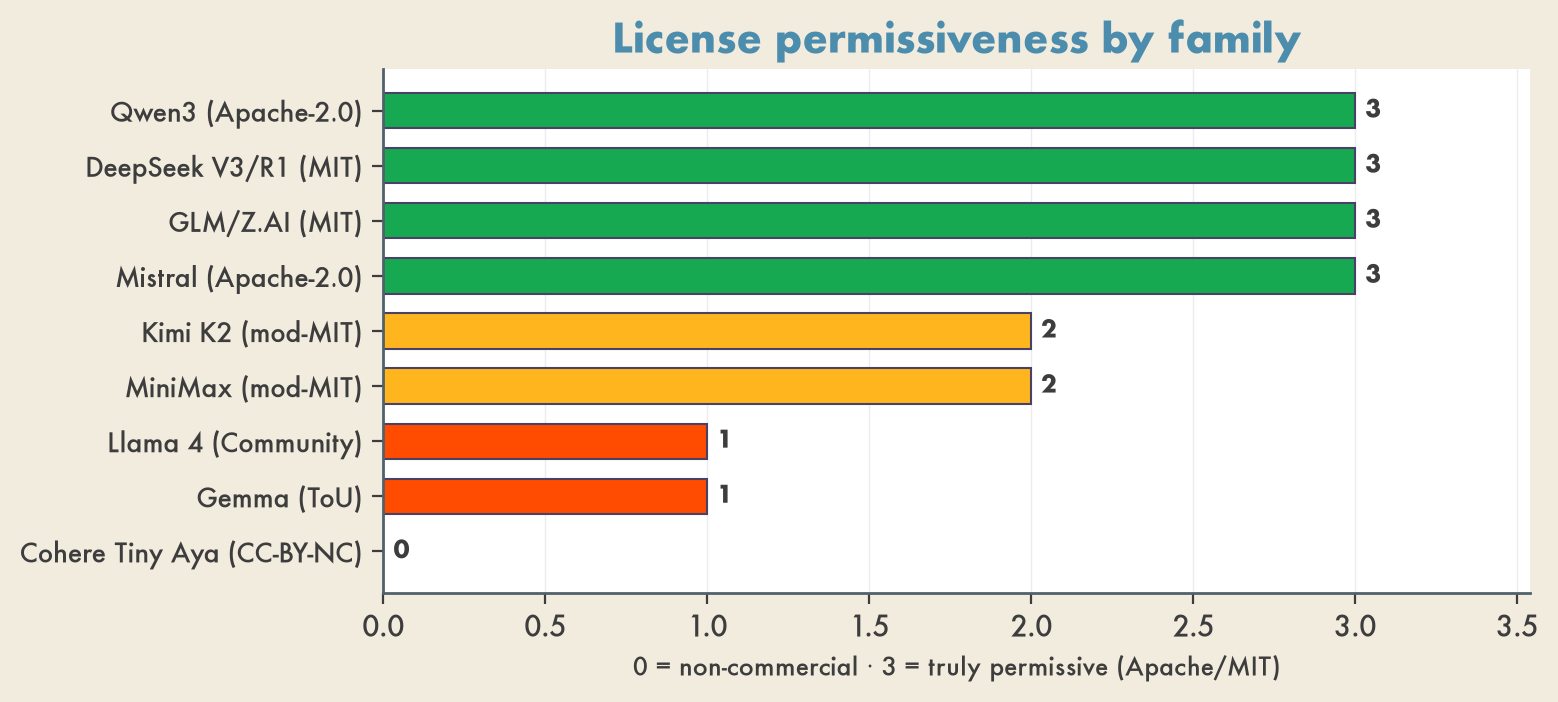 License permissiveness by family
Qwen3 (Apache-2.0)
3
DeepSeek V3/R1 (MIT)
3
GLM/Z.AI (MIT)
3
Mistral (Apache-2.0)
3
Kimi K2 (mod-MIT)
2
MiniMax (mod-MIT)
2
Llama 4 (Community)
1
Gemma (ToU)
1
Cohere Tiny Aya (CC-BY-NC)
0
0.0 0.5 1.0 1.5 2.0 2.5 3.0 3.5
0 = non-commercial · 3 = truly permissive (Apache/MIT)